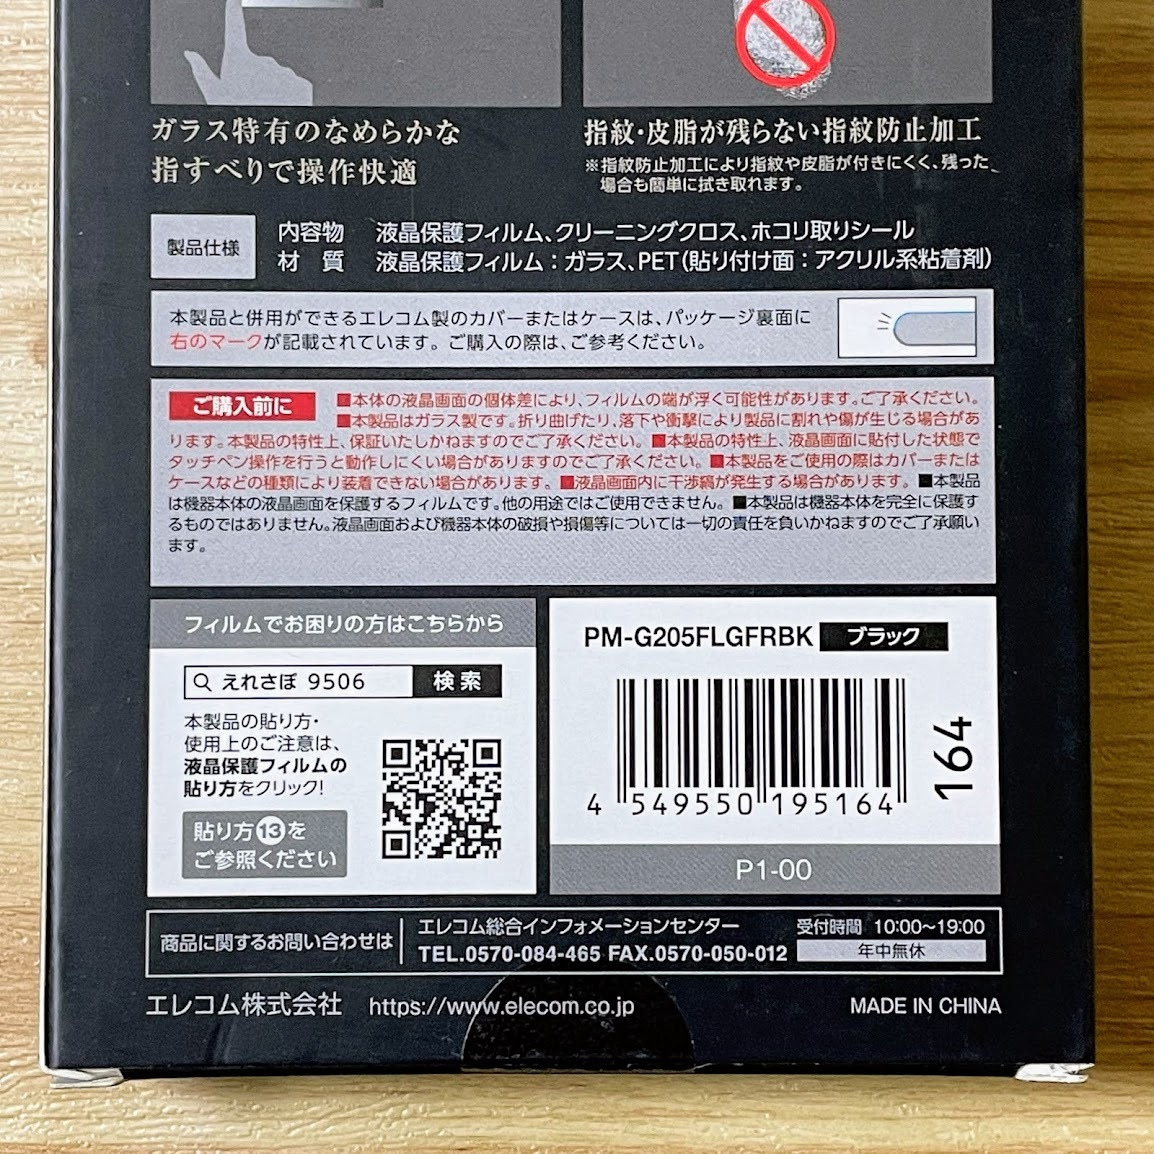 ガラス特有のなめらかな
指すべりで操作快適
指紋・皮脂が残らない指紋防止加工
※指紋防止加工により指紋や皮脂が付きにくく、残った
場合も簡単に拭き取れます。
製品仕様
内容物 液晶保護フィルム、クリーニングクロス、ホコリ取りシール
材 質 液晶保護フィルム：ガラス、PET（貼り付け面：アクリル系粘着剤）
本製品と併用ができるエレコム製のカバーまたはケースは、パッケージ裏面に
右のマークが記載されています。ご購入の際は、ご参考ください。
ご購入前に ■本体の液晶画面の個体差により、フィルムの端が浮く可能性があります。ご了承ください。
■本製品はガラス製です。折り曲げたり、落下や衝撃により製品に割れや傷が生じる場合があ
ります。本製品の特性上、保証いたしかねますのでご了承ください。■本製品の特性上、液晶画面に貼付した状態で
タッチペン操作を行うと動作しにくい場合がありますのでご了承ください。■本製品をご使用の際はカバーまたは
ケースなどの種類により装着できない場合があります。■液晶画面内に干渉縞が発生する場合があります。■本製品
は機器本体の液晶画面を保護するフィルムです。他の用途ではご使用できません。■本製品は機器本体を完全に保護す
るものではありません。液晶画面および機器本体の破損や損傷等については一切の責任を負いかねますのでご了承願い
ます。
フィルムでお困りの方はこちらから
えれさぽ 9506 検索
本製品の貼り方・
使用上のご注意は、
液晶保護フィルムの
貼り方をクリック!
貼り方⑬を
ご参照ください
PM-G205FLGFRBK ブラック
4 549550 195164
164
P1-00
商品に関するお問い合わせは
エレコム総合インフォメーションセンター
TEL.0570-084-465 FAX.0570-050-012
受付時間 10:00～19:00
年中無休
エレコム株式会社 https://www.elecom.co.jp
MADE IN CHINA